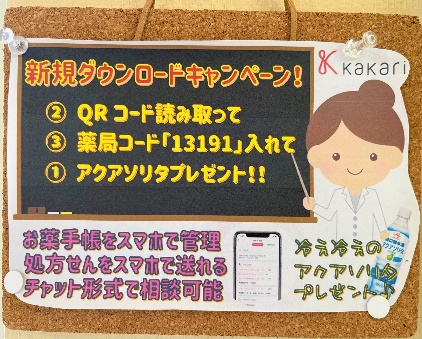 新規ダウンロードキャンペーン!
kakari
② QRコード読み取って
③ 薬局コード「13191」入れて
① アクアソリタプレゼント!!
お薬手帳をスマホで管理
処方せんをスマホで送れる
チャット形式で相談可能
冷え冷えの
アクアソリタ
プレゼント中